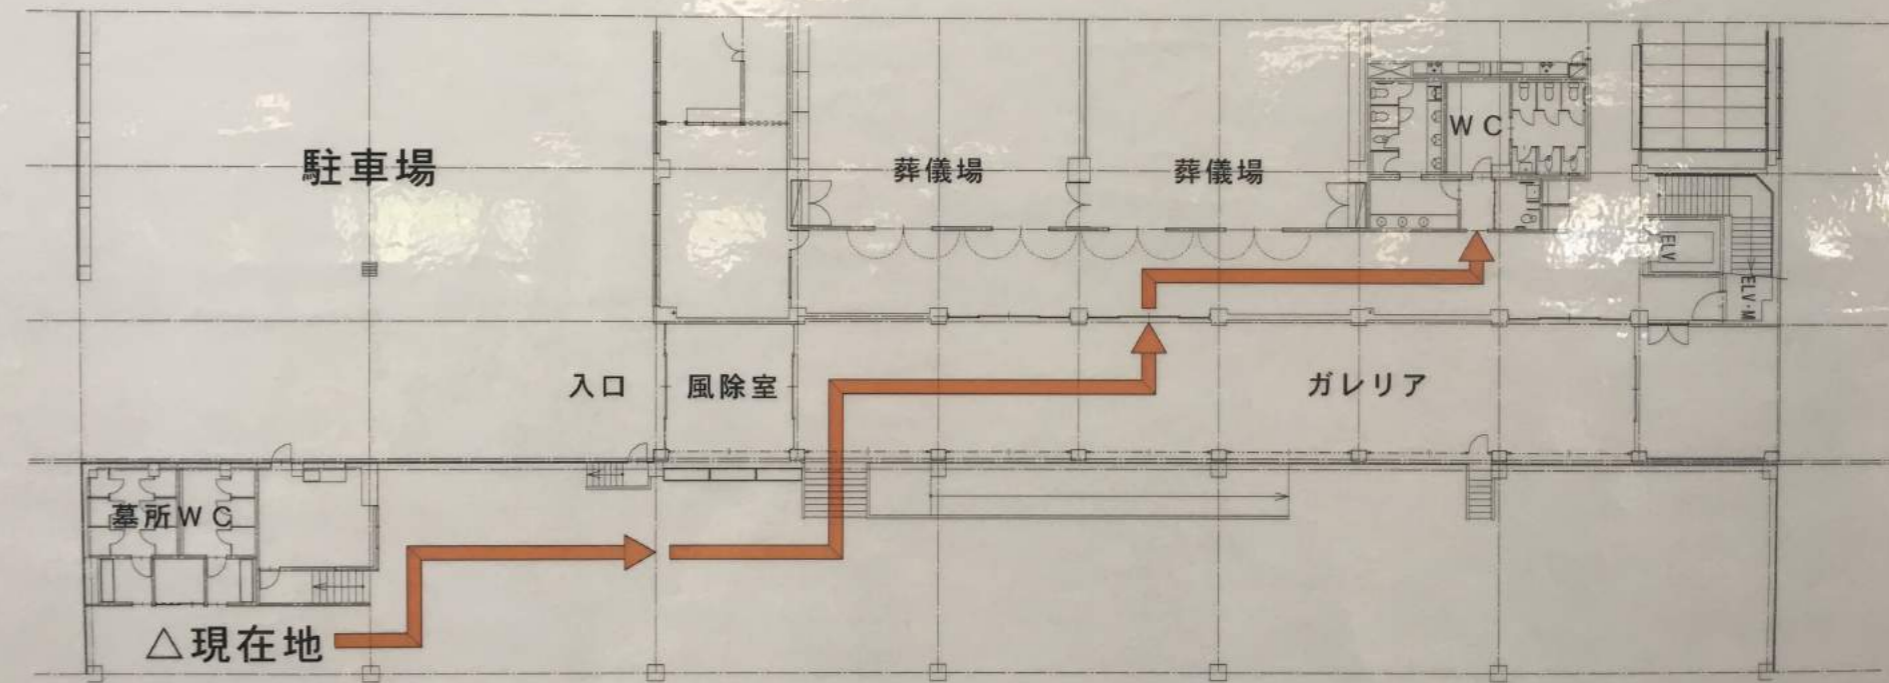 駐車場
葬儀場
葬儀場
WC
ELV
ELV-M
入口
風除室
ガレリア
墓所WC
△現在地